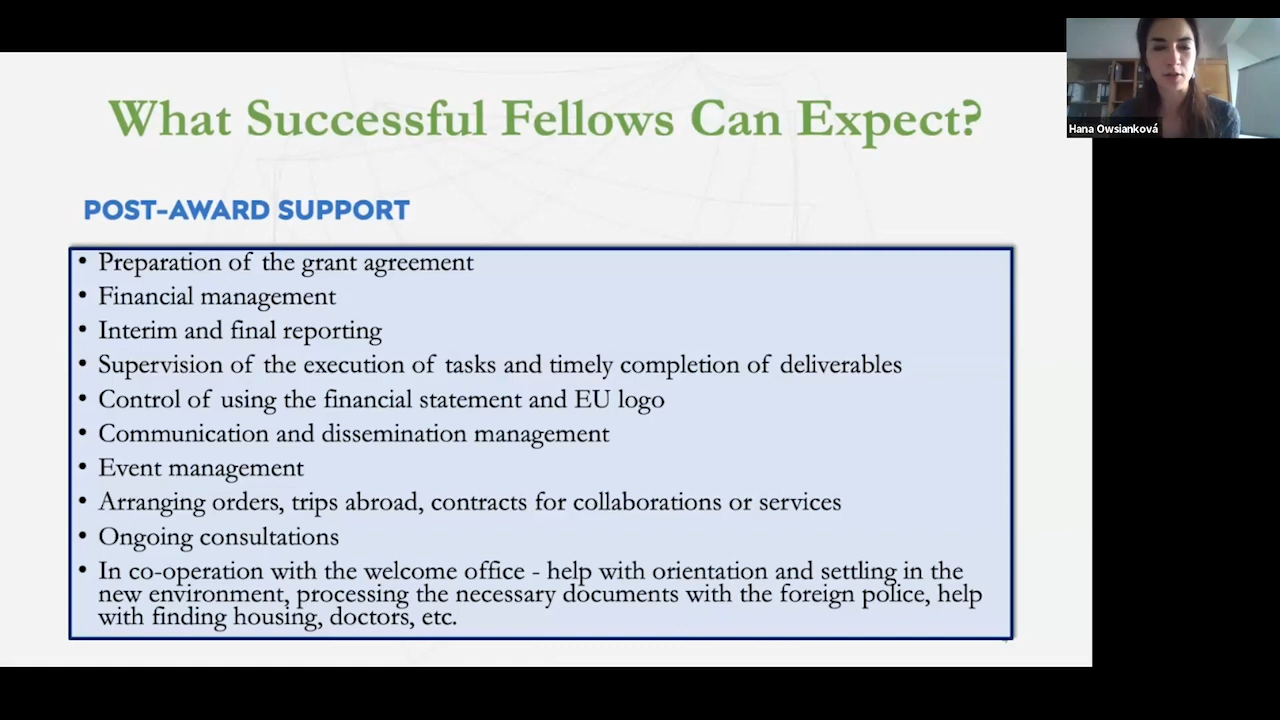 What Successful Fellows Can Expect?
Hana Owsianková
POST-AWARD SUPPORT
• Preparation of the grant agreement
• Financial management
• Interim and final reporting
• Supervision of the execution of tasks and timely completion of deliverables
• Control of using the financial statement and EU logo
• Communication and dissemination management
• Event management
• Arranging orders, trips abroad, contracts for collaborations or services
• Ongoing consultations
• In co-operation with the welcome office - help with orientation and settling in the
new environment, processing the necessary documents with the foreign police, help
with finding housing, doctors, etc.